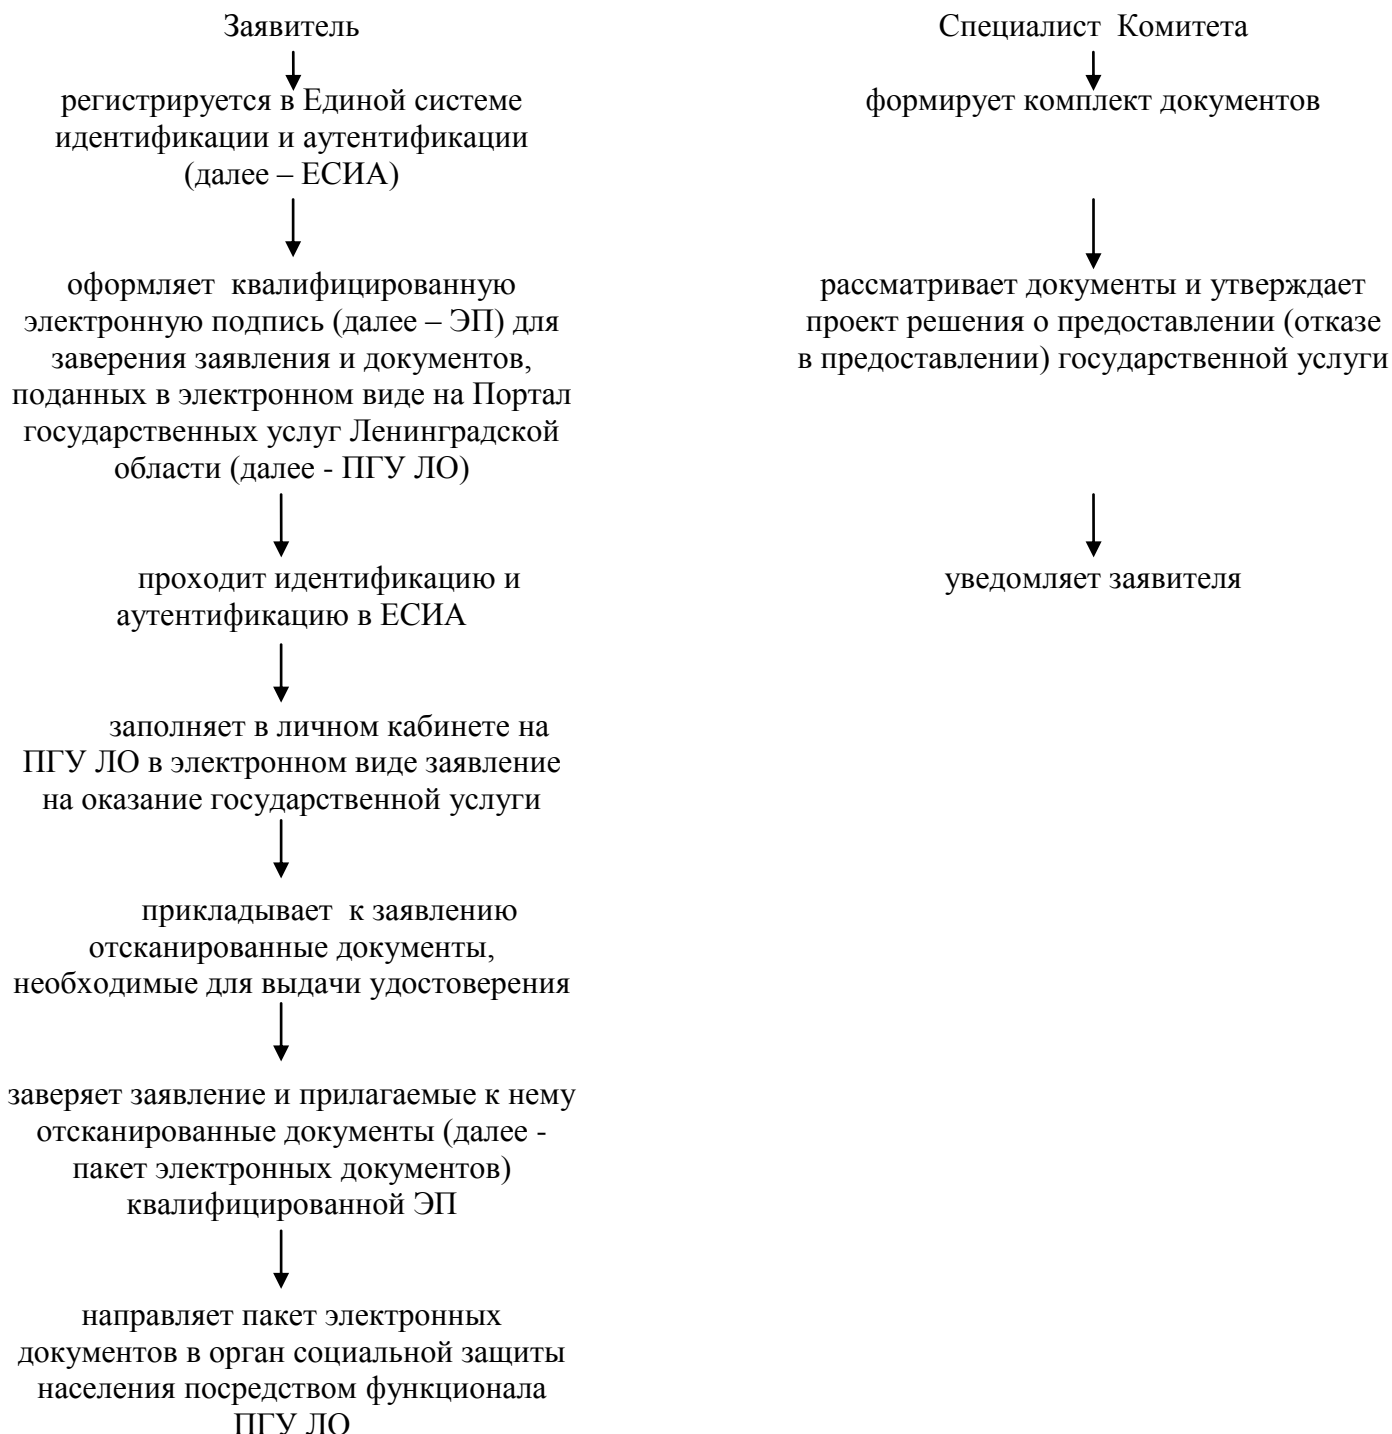 Заявитель
регистрируется в Единой системе
идентификации и аутентификации
(далее – ЕСИА)
оформляет квалифицированную
электронную подпись (далее – ЭП) для
заверения заявления и документов,
поданных в электронном виде на Портал
государственных услуг Ленинградской
области (далее - ПГУ ЛО)
проходит идентификацию и
аутентификацию в ЕСИА
заполняет в личном кабинете на
ПГУ ЛО в электронном виде заявление
на оказание государственной услуги
прикладывает к заявлению
отсканированные документы,
необходимые для выдачи удостоверения
заверяет заявление и прилагаемые к нему
отсканированные документы (далее -
пакет электронных документов)
квалифицированной ЭП
направляет пакет электронных
документов в орган социальной защиты
населения посредством функционала
ПГУ ЛО
Специалист Комитета
формирует комплект документов
рассматривает документы и утверждает
проект решения о предоставлении (отказе
в предоставлении) государственной услуги
уведомляет заявителя